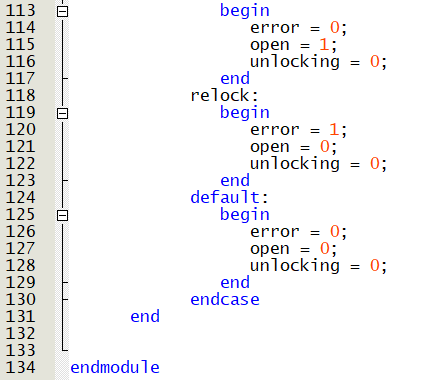 113 begin
114 error = 0;
115 open = 1;
116 unlocking = 0;
117 end
118 relock:
119 begin
120 error = 1;
121 open = 0;
122 unlocking = 0;
123 end
124 default:
125 begin
126 error = 0;
127 open = 0;
128 unlocking = 0;
129 end
130 endcase
131 end
132
133
134 endmodule